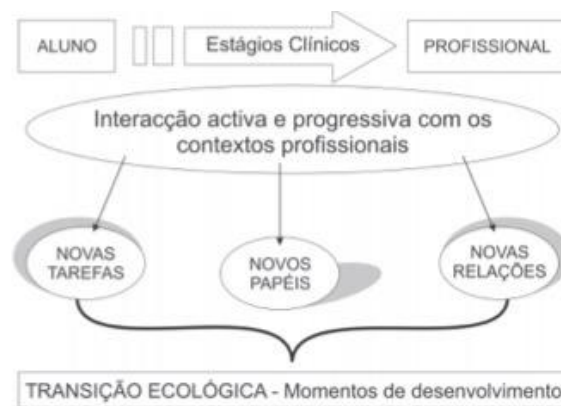 ALUNO
Estágios Clínicos
PROFISSIONAL
Interacção activa e progressiva com os
contextos profissionais
NOVAS
TAREFAS
NOVOS
PAPÉIS
NOVAS
RELAÇÕES
TRANSIÇÃO ECOLÓGICA - Momentos de desenvolvimento